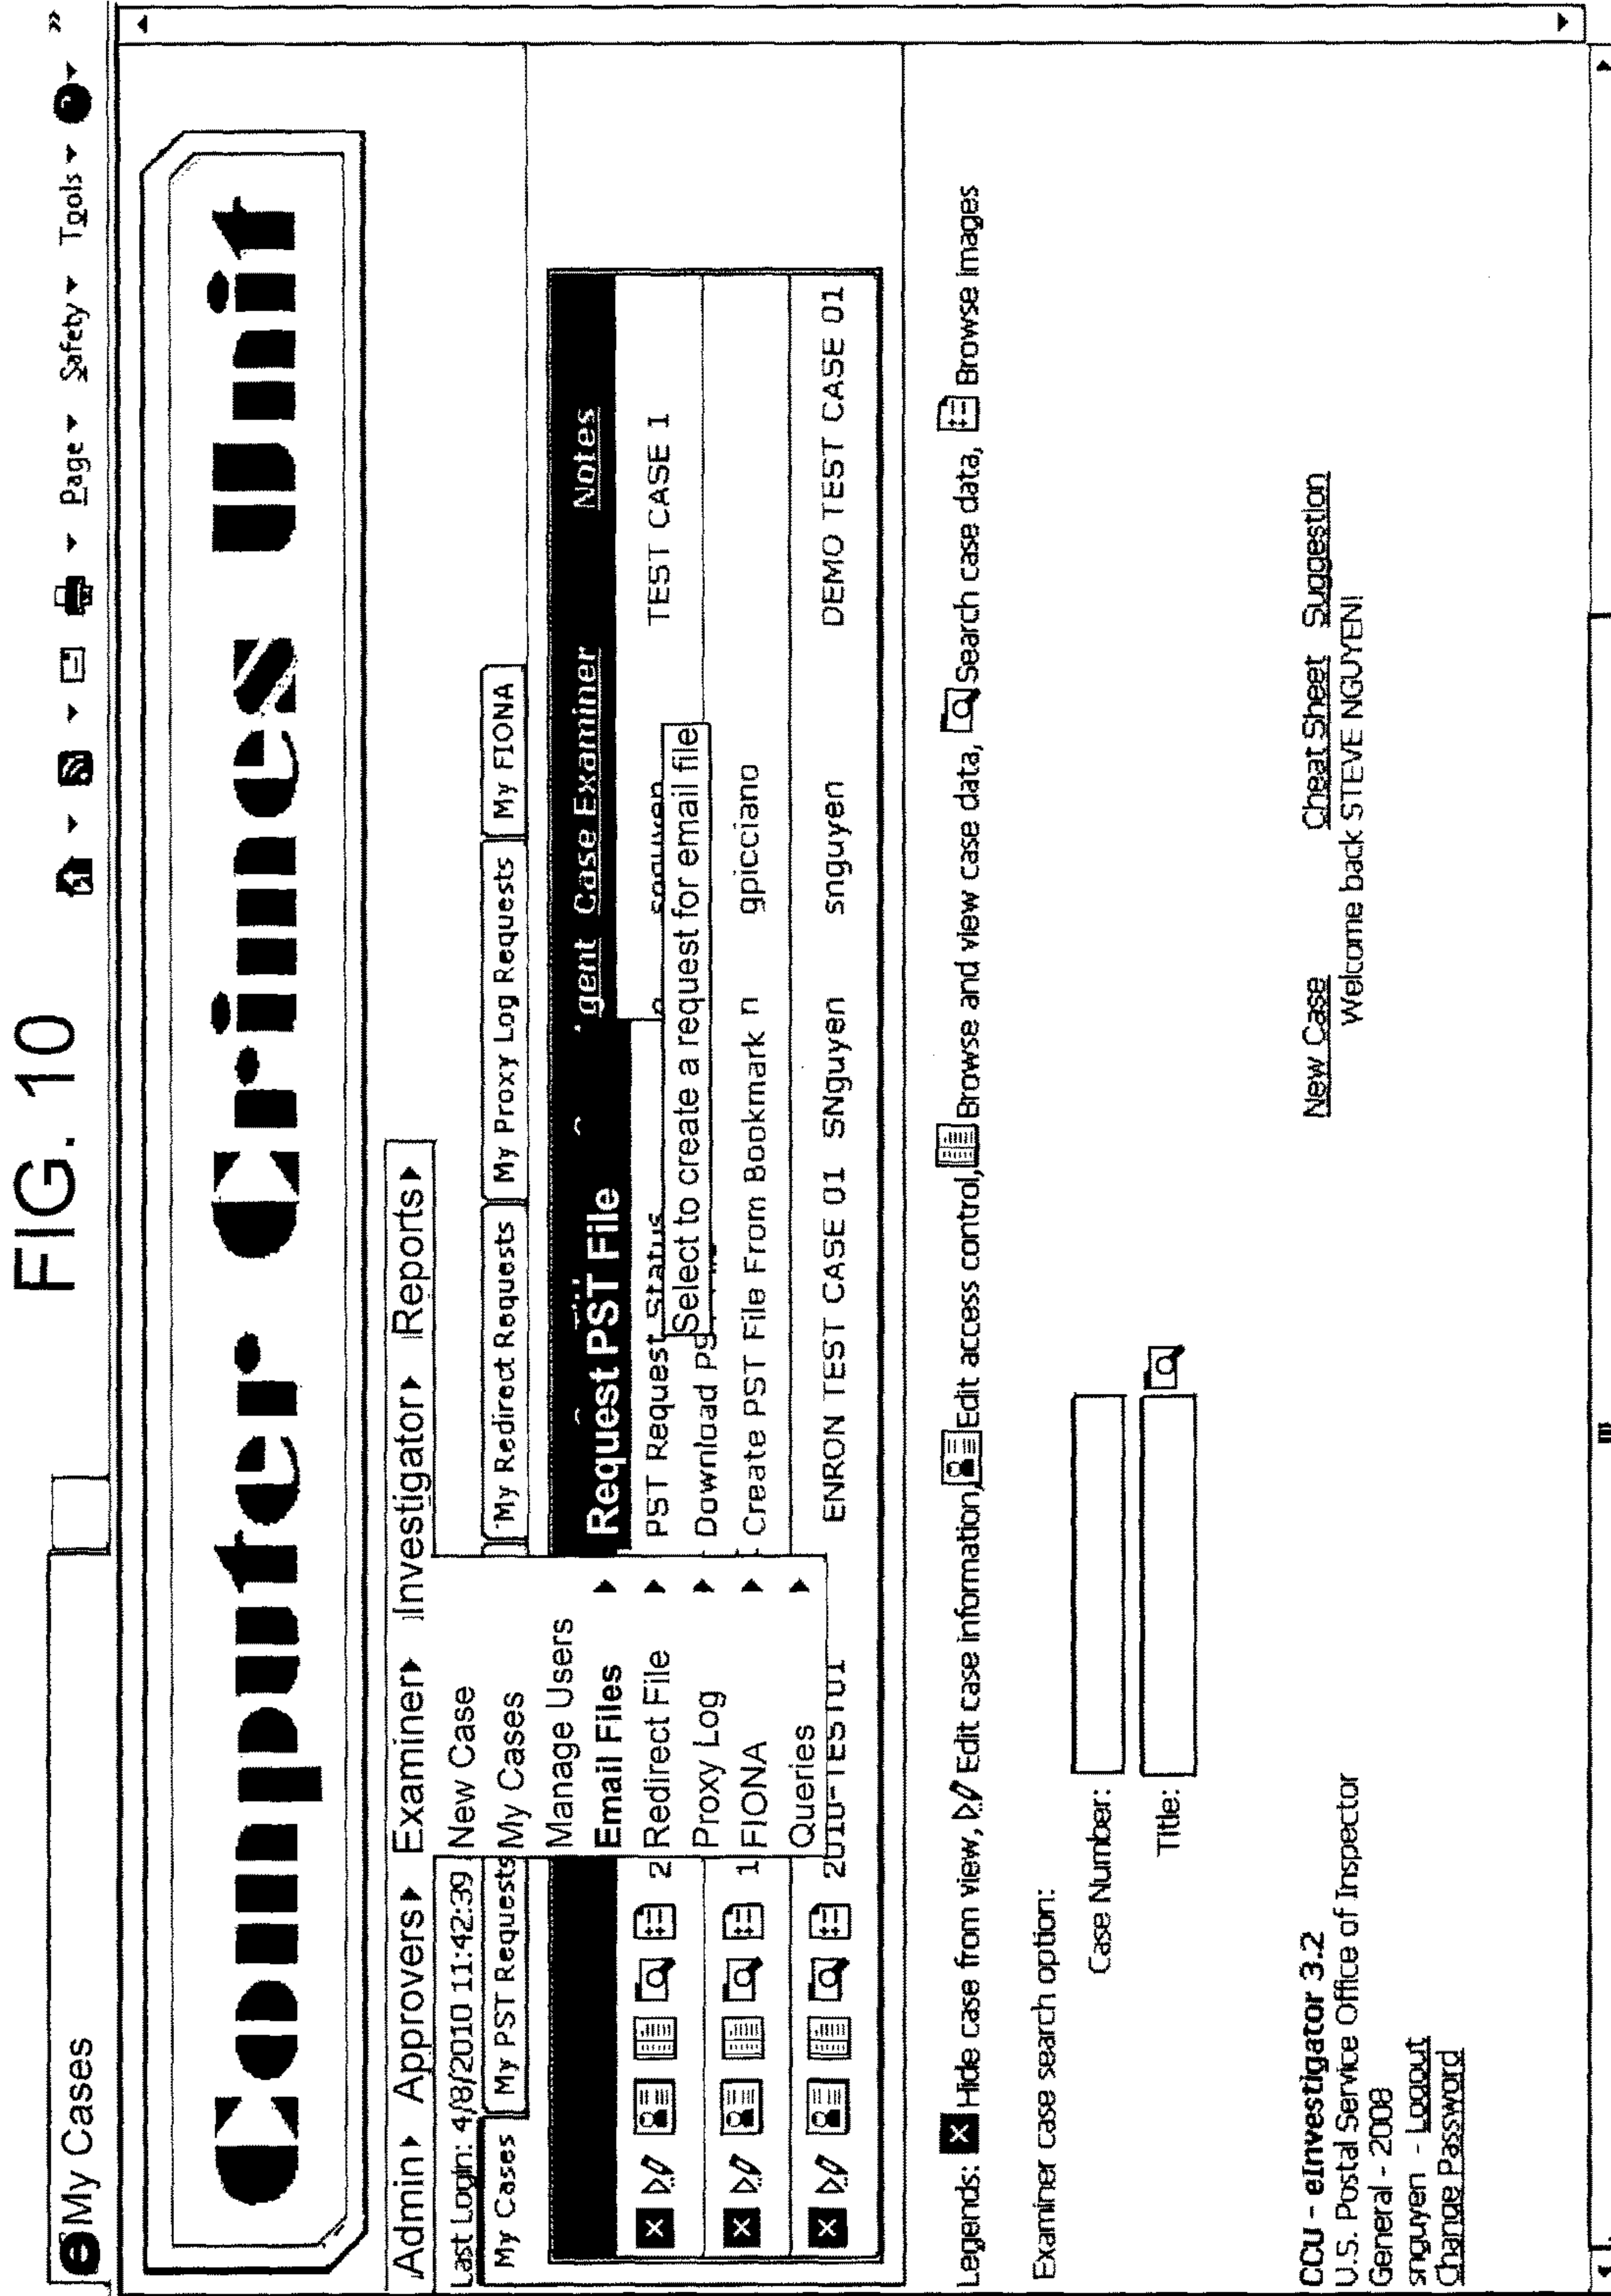 FIG. 10
My Cases
Page Safety Tools
Computer Crimes Unit
Admin Approvers Examiner Investigator Reports
Last Login: 4/8/2010 11:42:39
New Case
My Cases
Manage Users
Email Files
Redirect File
Proxy Log
FIONA
Queries
My Cases My PST Requests My Redirect Requests My Proxy Log Requests My FIONA
Case Examiner Notes
Request PST File
PST Request Status
Select to create a request for email file
Create PST File From Bookmark
2 snguyen TEST CASE 1
1 n gpicciano
2010-TEST01 ENRON TEST CASE 01 SNguyen snguyen DEMO TEST CASE 01
Legends: Hide case from view, Edit case information, Edit access control, Browse and view case data, Search case data, Browse images
Examiner case search option:
Case Number:
Title:
CCU - eInvestigator 3.2 New Case Cheat Sheet Suggestion
U.S. Postal Service Office of Inspector Welcome back STEVE NGUYEN!
General - 2008
snguyen - Logout
Change Password